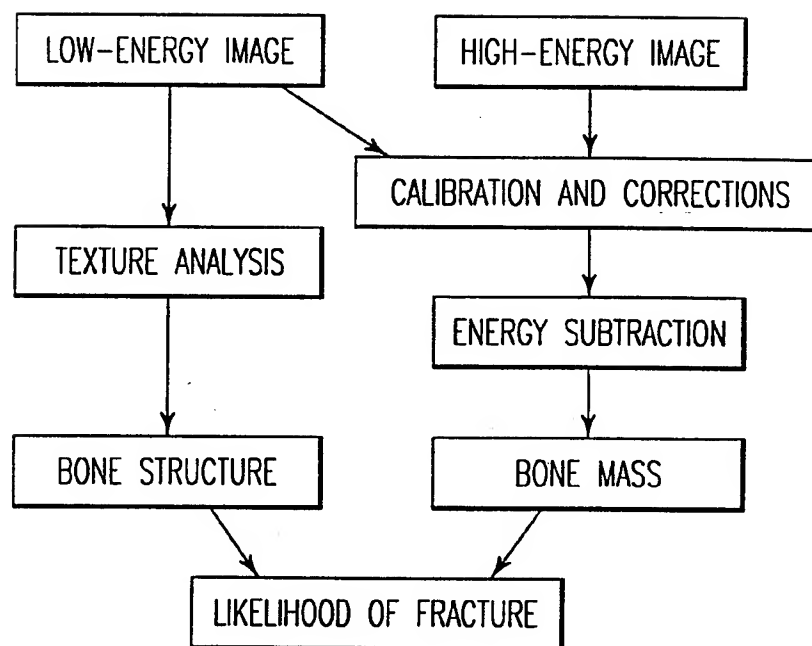 LOW-ENERGY IMAGE
HIGH-ENERGY IMAGE
CALIBRATION AND CORRECTIONS
TEXTURE ANALYSIS
ENERGY SUBTRACTION
BONE STRUCTURE
BONE MASS
LIKELIHOOD OF FRACTURE